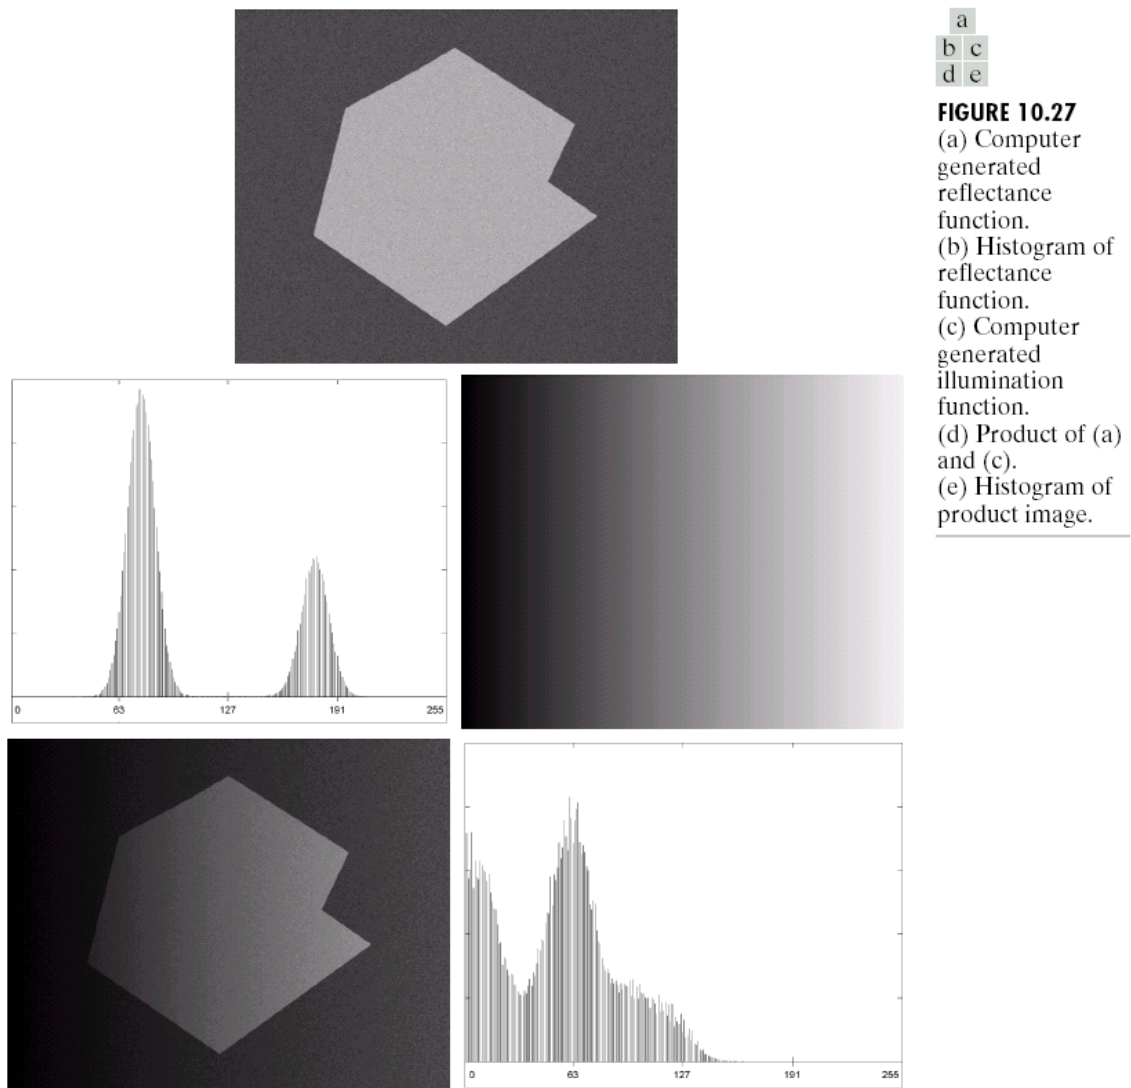 a
b c
d e
FIGURE 10.27
(a) Computer
generated
reflectance
function.
(b) Histogram of
reflectance
function.
(c) Computer
generated
illumination
function.
(d) Product of (a)
and (c).
(e) Histogram of
product image.
0 63 127 191 255
0 63 127 191 255